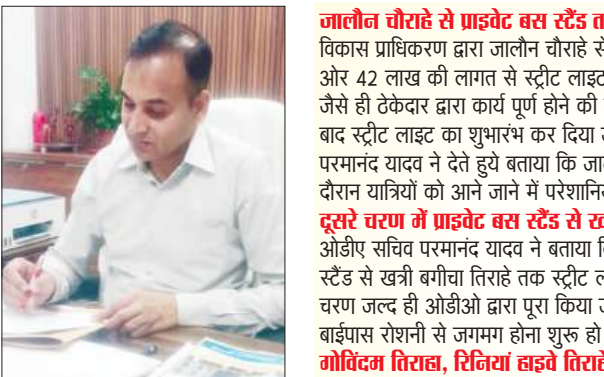 जालौन चौराहे से प्राइवेट बस स्टैंड त
विकास प्राधिकरण द्वारा जालौन चौराहे से
ओर 42 लाख की लागत से स्ट्रीट लाइट
जैसे ही ठेकेदार द्वारा कार्य पूर्ण होने की
बाद स्ट्रीट लाइट का शुभारंभ कर दिया
परमानंद यादव ने देते हुये बताया कि जा
दौरान यात्रियों को आने जाने में परेशानिय
दूसरे चरण में प्राइवेट बस स्टैंड से ख
ओडीए सचिव परमानंद यादव ने बताया वि
स्टैंड से खत्री बगीचा तिराहे तक स्ट्रीट ल
चरण जल्द ही ओडीओ द्वारा पूरा किया ज
बाईपास रोशनी से जगमग होना शुरू हो
गोविंदम तिराहा, रिनियां हाइवे तिराहे